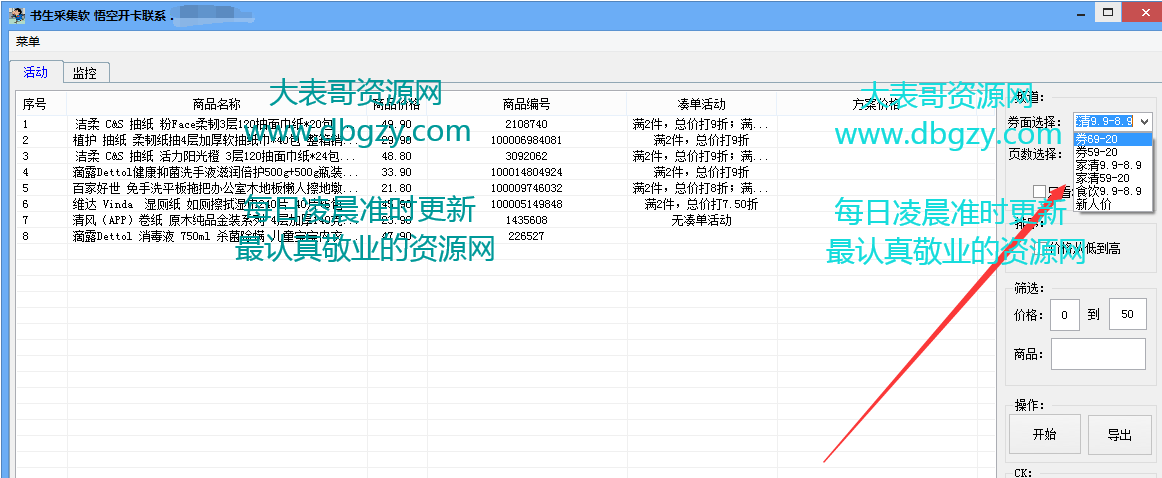 书生采集软 悟空开卡联系 .
菜单
活动 监控
序号 商品名称 商品价格 商品编号 凑单活动 方案价格
1 洁柔 C&S 抽纸 粉Face柔韧3层120抽面巾纸*20包 49.90 2108740 满2件，总价打9折；满...
2 植护 抽纸 柔韧纸抽4层加厚软抽纸巾*40包 整箱销... 29.90 100006984081 满2件，总价打9折
3 洁柔 C&S 抽纸 活力阳光橙 3层120抽面巾纸*24包... 48.80 3092062 满2件，总价打9折；满...
4 滴露Dettol健康抑菌洗手液滋润倍护500g+500g瓶装... 33.90 100014804924 满2件，总价打9折
5 百家好世 免手洗平板拖把办公室木地板懒人擦地墩... 21.80 100009746032 满2件，总价打9折；满...
6 维达 Vinda 湿厕纸 如厕擦拭湿巾240片 40片 100005149848 满2件，总价打7.50折
7 清风（APP）卷纸 原木纯品金装系列 4层加厚140克... 23.90 1435608 无凑单活动
8 滴露Dettol 消毒液 750ml 杀菌除螨 儿童宝宝内衣 47.90 226527
大表哥资源网
www.dbgzy.com
每日凌晨准时更新
最认真敬业的资源网
大表哥资源网
www.dbgzy.com
每日凌晨准时更新
最认真敬业的资源网
频道：
券面选择： 清9.9-8.9
券69-20
券59-20
家清9.9-8.9
家清59-20
食饮9.9-8.9
新人价
页数选择：
排序：
价格从低到高
筛选：
价格： 0 到 50
商品：
操作：
开始 导出
CK：